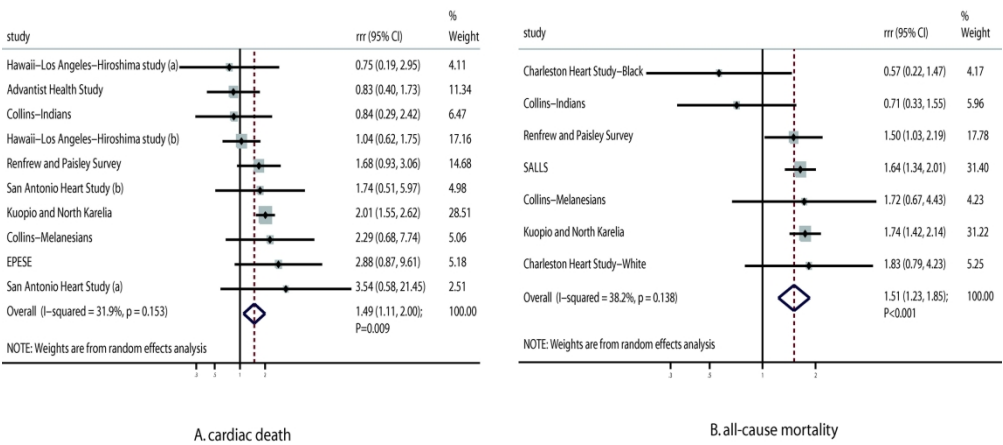 %
study rrr (95% CI) Weight
Hawaii–Los Angeles–Hiroshima study (a) 0.75 (0.19, 2.95) 4.11
Advantist Health Study 0.83 (0.40, 1.73) 11.34
Collins–Indians 0.84 (0.29, 2.42) 6.47
Hawaii–Los Angeles–Hiroshima study (b) 1.04 (0.62, 1.75) 17.16
Renfrew and Paisley Survey 1.68 (0.93, 3.06) 14.68
San Antonio Heart Study (b) 1.74 (0.51, 5.97) 4.98
Kuopio and North Karelia 2.01 (1.55, 2.62) 28.51
Collins–Melanesians 2.29 (0.68, 7.74) 5.06
EPESE 2.88 (0.87, 9.61) 5.18
San Antonio Heart Study (a) 3.54 (0.58, 21.45) 2.51
Overall (I–squared = 31.9%, p = 0.153) 1.49 (1.11, 2.00); 100.00
P=0.009
NOTE: Weights are from random effects analysis
.3 .5 1 2
A. cardiac death
%
study rrr (95% CI) Weight
Charleston Heart Study–Black 0.57 (0.22, 1.47) 4.17
Collins–Indians 0.71 (0.33, 1.55) 5.96
Renfrew and Paisley Survey 1.50 (1.03, 2.19) 17.78
SALLS 1.64 (1.34, 2.01) 31.40
Collins–Melanesians 1.72 (0.67, 4.43) 4.23
Kuopio and North Karelia 1.74 (1.42, 2.14) 31.22
Charleston Heart Study–White 1.83 (0.79, 4.23) 5.25
Overall (I–squared = 38.2%, p = 0.138) 1.51 (1.23, 1.85); 100.00
P<0.001
NOTE: Weights are from random effects analysis
.3 .5 1 2
B. all-cause mortality